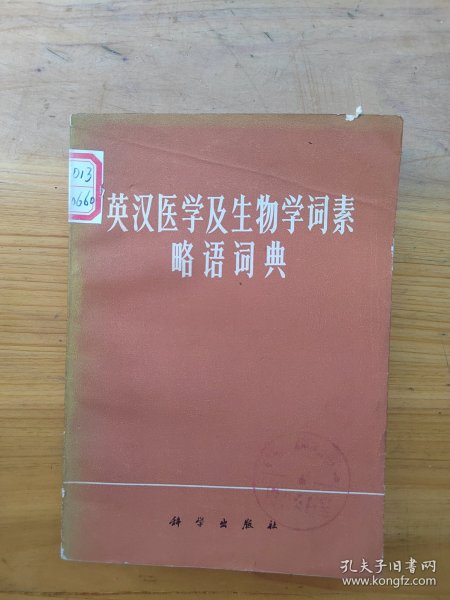 013
0660
英汉医学及生物学词素
略语词典
科学出版社
孔夫子旧书网
www.kongfz.com